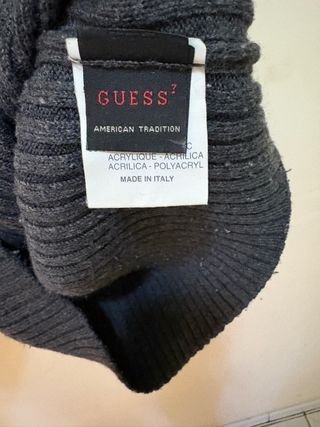 GUESS?
AMERICAN TRADITION
ACRYLIQUE - ACRILICA
ACRILICA - POLYACRYL
MADE IN ITALY